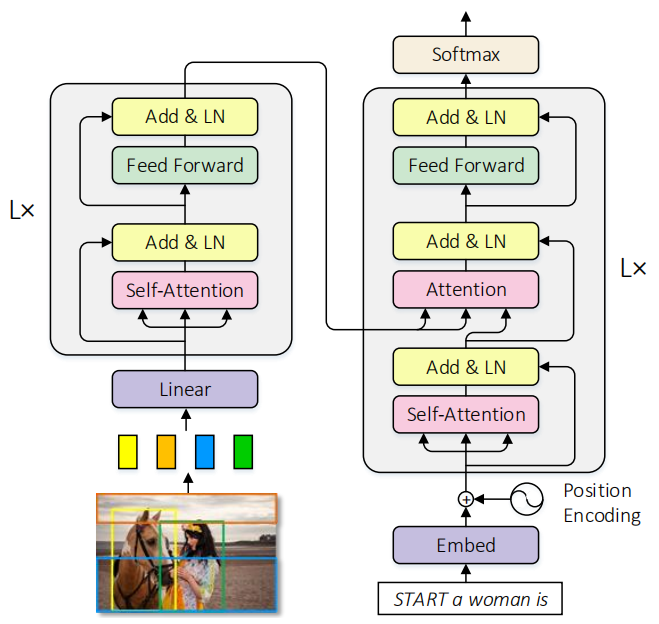 Softmax
Add & LN
Feed Forward
Add & LN
Self-Attention
L×
Linear
Add & LN
Feed Forward
Add & LN
Attention
Add & LN
Self-Attention
L×
+
Position
Encoding
Embed
START a woman is